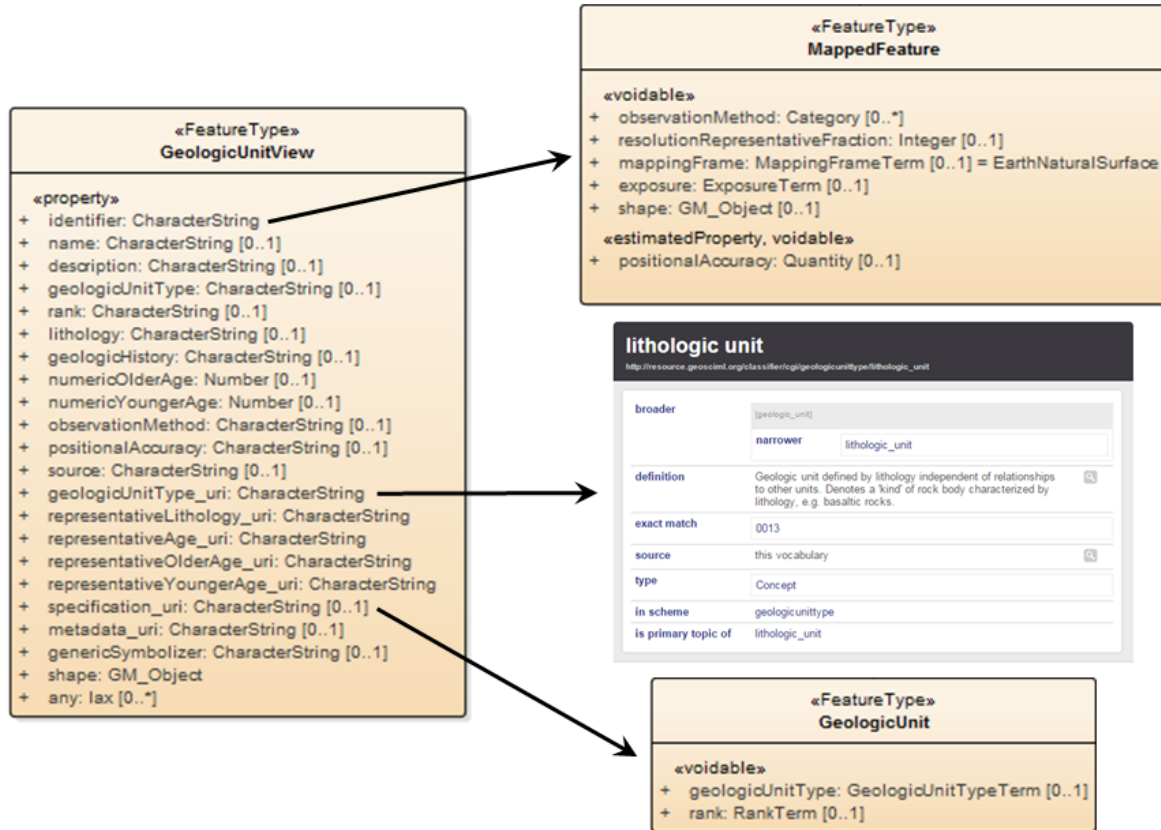 «FeatureType»
GeologicUnitView
«property»
+ identifier: CharacterString
+ name: CharacterString [0..1]
+ description: CharacterString [0..1]
+ geologicUnitType: CharacterString [0..1]
+ rank: CharacterString [0..1]
+ lithology: CharacterString [0..1]
+ geologicHistory: CharacterString [0..1]
+ numericOlderAge: Number [0..1]
+ numericYoungerAge: Number [0..1]
+ observationMethod: CharacterString [0..1]
+ positionalAccuracy: CharacterString [0..1]
+ source: CharacterString [0..1]
+ geologicUnitType_uri: CharacterString
+ representativeLithology_uri: CharacterString
+ representativeAge_uri: CharacterString
+ representativeOlderAge_uri: CharacterString
+ representativeYoungerAge_uri: CharacterString
+ specification_uri: CharacterString [0..1]
+ metadata_uri: CharacterString [0..1]
+ genericSymbolizer: CharacterString [0..1]
+ shape: GM_Object
+ any: lax [0..*]
«FeatureType»
MappedFeature
«voidable»
+ observationMethod: Category [0..*]
+ resolutionRepresentativeFraction: Integer [0..1]
+ mappingFrame: MappingFrameTerm [0..1] = EarthNaturalSurface
+ exposure: ExposureTerm [0..1]
+ shape: GM_Object [0..1]
«estimatedProperty, voidable»
+ positionalAccuracy: Quantity [0..1]
lithologic unit
http://resource.geosciml.org/classifier/cgi/geologicunittype/lithologic_unit
broader
[geologic_unit]
narrower lithologic_unit
definition Geologic unit defined by lithology independent of relationships
to other units. Denotes a 'kind' of rock body characterized by
lithology, e.g. basaltic rocks.
exact match 0013
source this vocabulary
type Concept
in scheme geologicunittype
is primary topic of lithologic_unit
«FeatureType»
GeologicUnit
«voidable»
+ geologicUnitType: GeologicUnitTypeTerm [0..1]
+ rank: RankTerm [0..1]